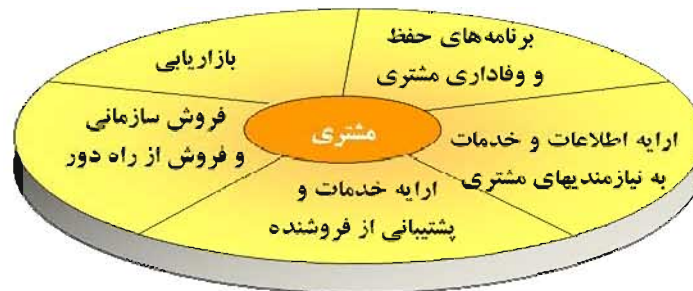 برنامه‌های حفظ
و وفاداری مشتری
بازاریابی
مشتری
ارایه اطلاعات و خدمات
به نیازمندیهای مشتری
فروش سازمانی
و فروش از راه دور
ارایه خدمات و
پشتیبانی از فروشنده